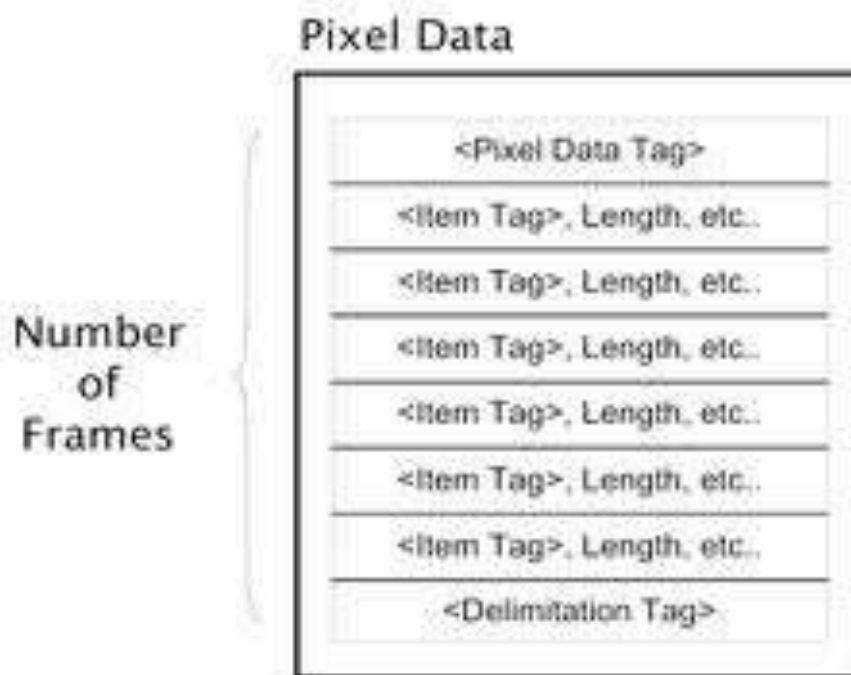 Pixel Data
<Pixel Data Tag>
<Item Tag>, Length, etc..
<Item Tag>, Length, etc..
<Item Tag>, Length, etc..
<Item Tag>, Length, etc..
<Item Tag>, Length, etc..
<Item Tag>, Length, etc..
<Delimitation Tag>
Number
of
Frames